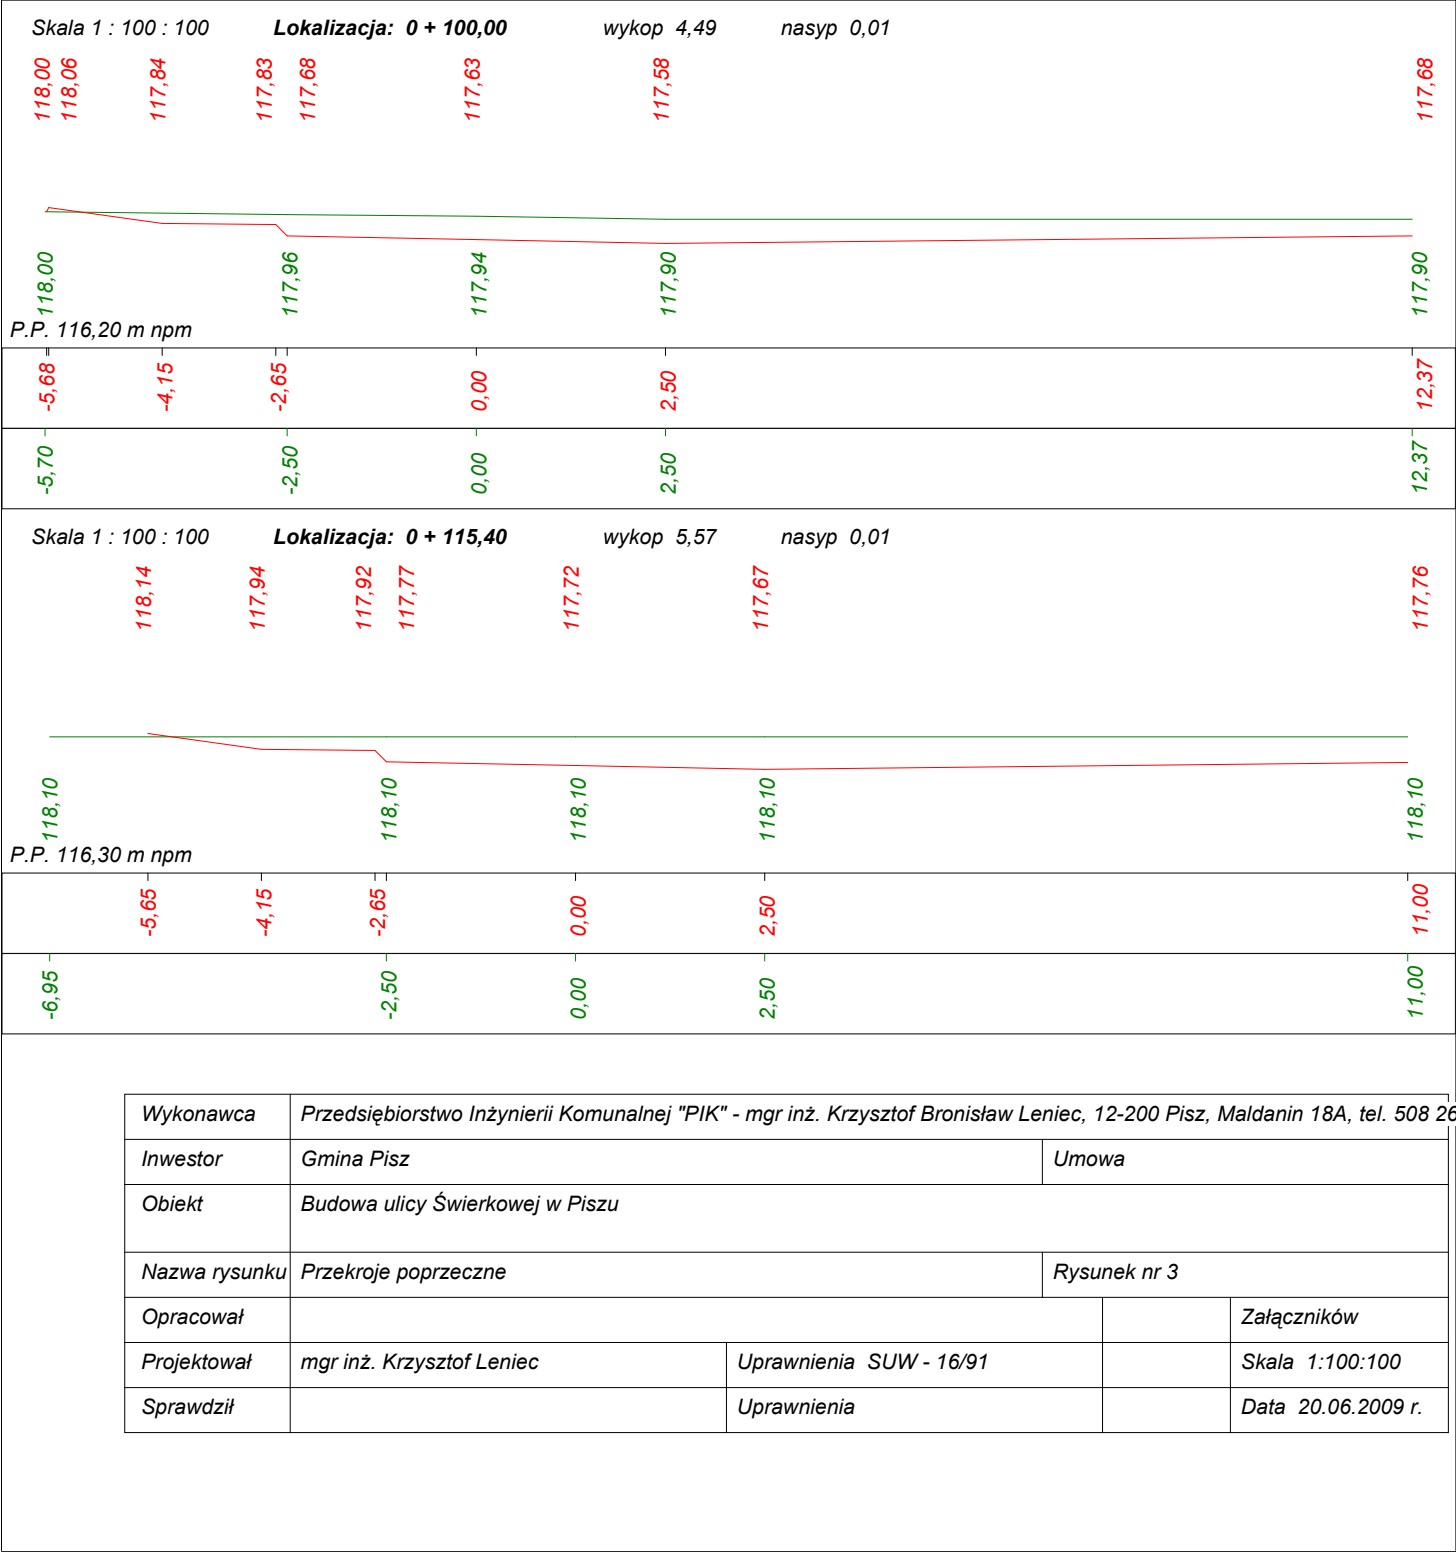 Skala 1 : 100 : 100 Lokalizacja: 0 + 100,00 wykop 4,49 nasyp 0,01
118,00 118,06 117,84 117,83 117,68 117,63 117,58 117,68
118,00 117,96 117,94 117,90 117,90
P.P. 116,20 m npm
-5,68 -4,15 -2,65 0,00 2,50 12,37
-5,70 -2,50 0,00 2,50 12,37
Skala 1 : 100 : 100 Lokalizacja: 0 + 115,40 wykop 5,57 nasyp 0,01
118,14 117,94 117,92 117,77 117,72 117,67 117,76
118,10 118,10 118,10 118,10 118,10
P.P. 116,30 m npm
-5,65 -4,15 -2,65 0,00 2,50 11,00
-6,95 -2,50 0,00 2,50 11,00
Wykonawca Przedsiębiorstwo Inżynierii Komunalnej "PIK" - mgr inż. Krzysztof Bronisław Leniec, 12-200 Pisz, Maldanin 18A, tel. 508 26
Inwestor Gmina Pisz Umowa
Obiekt Budowa ulicy Świerkowej w Piszu
Nazwa rysunku Przekroje poprzeczne Rysunek nr 3
Opracował Załączników
Projektował mgr inż. Krzysztof Leniec Uprawnienia SUW - 16/91 Skala 1:100:100
Sprawdził Uprawnienia Data 20.06.2009 r.